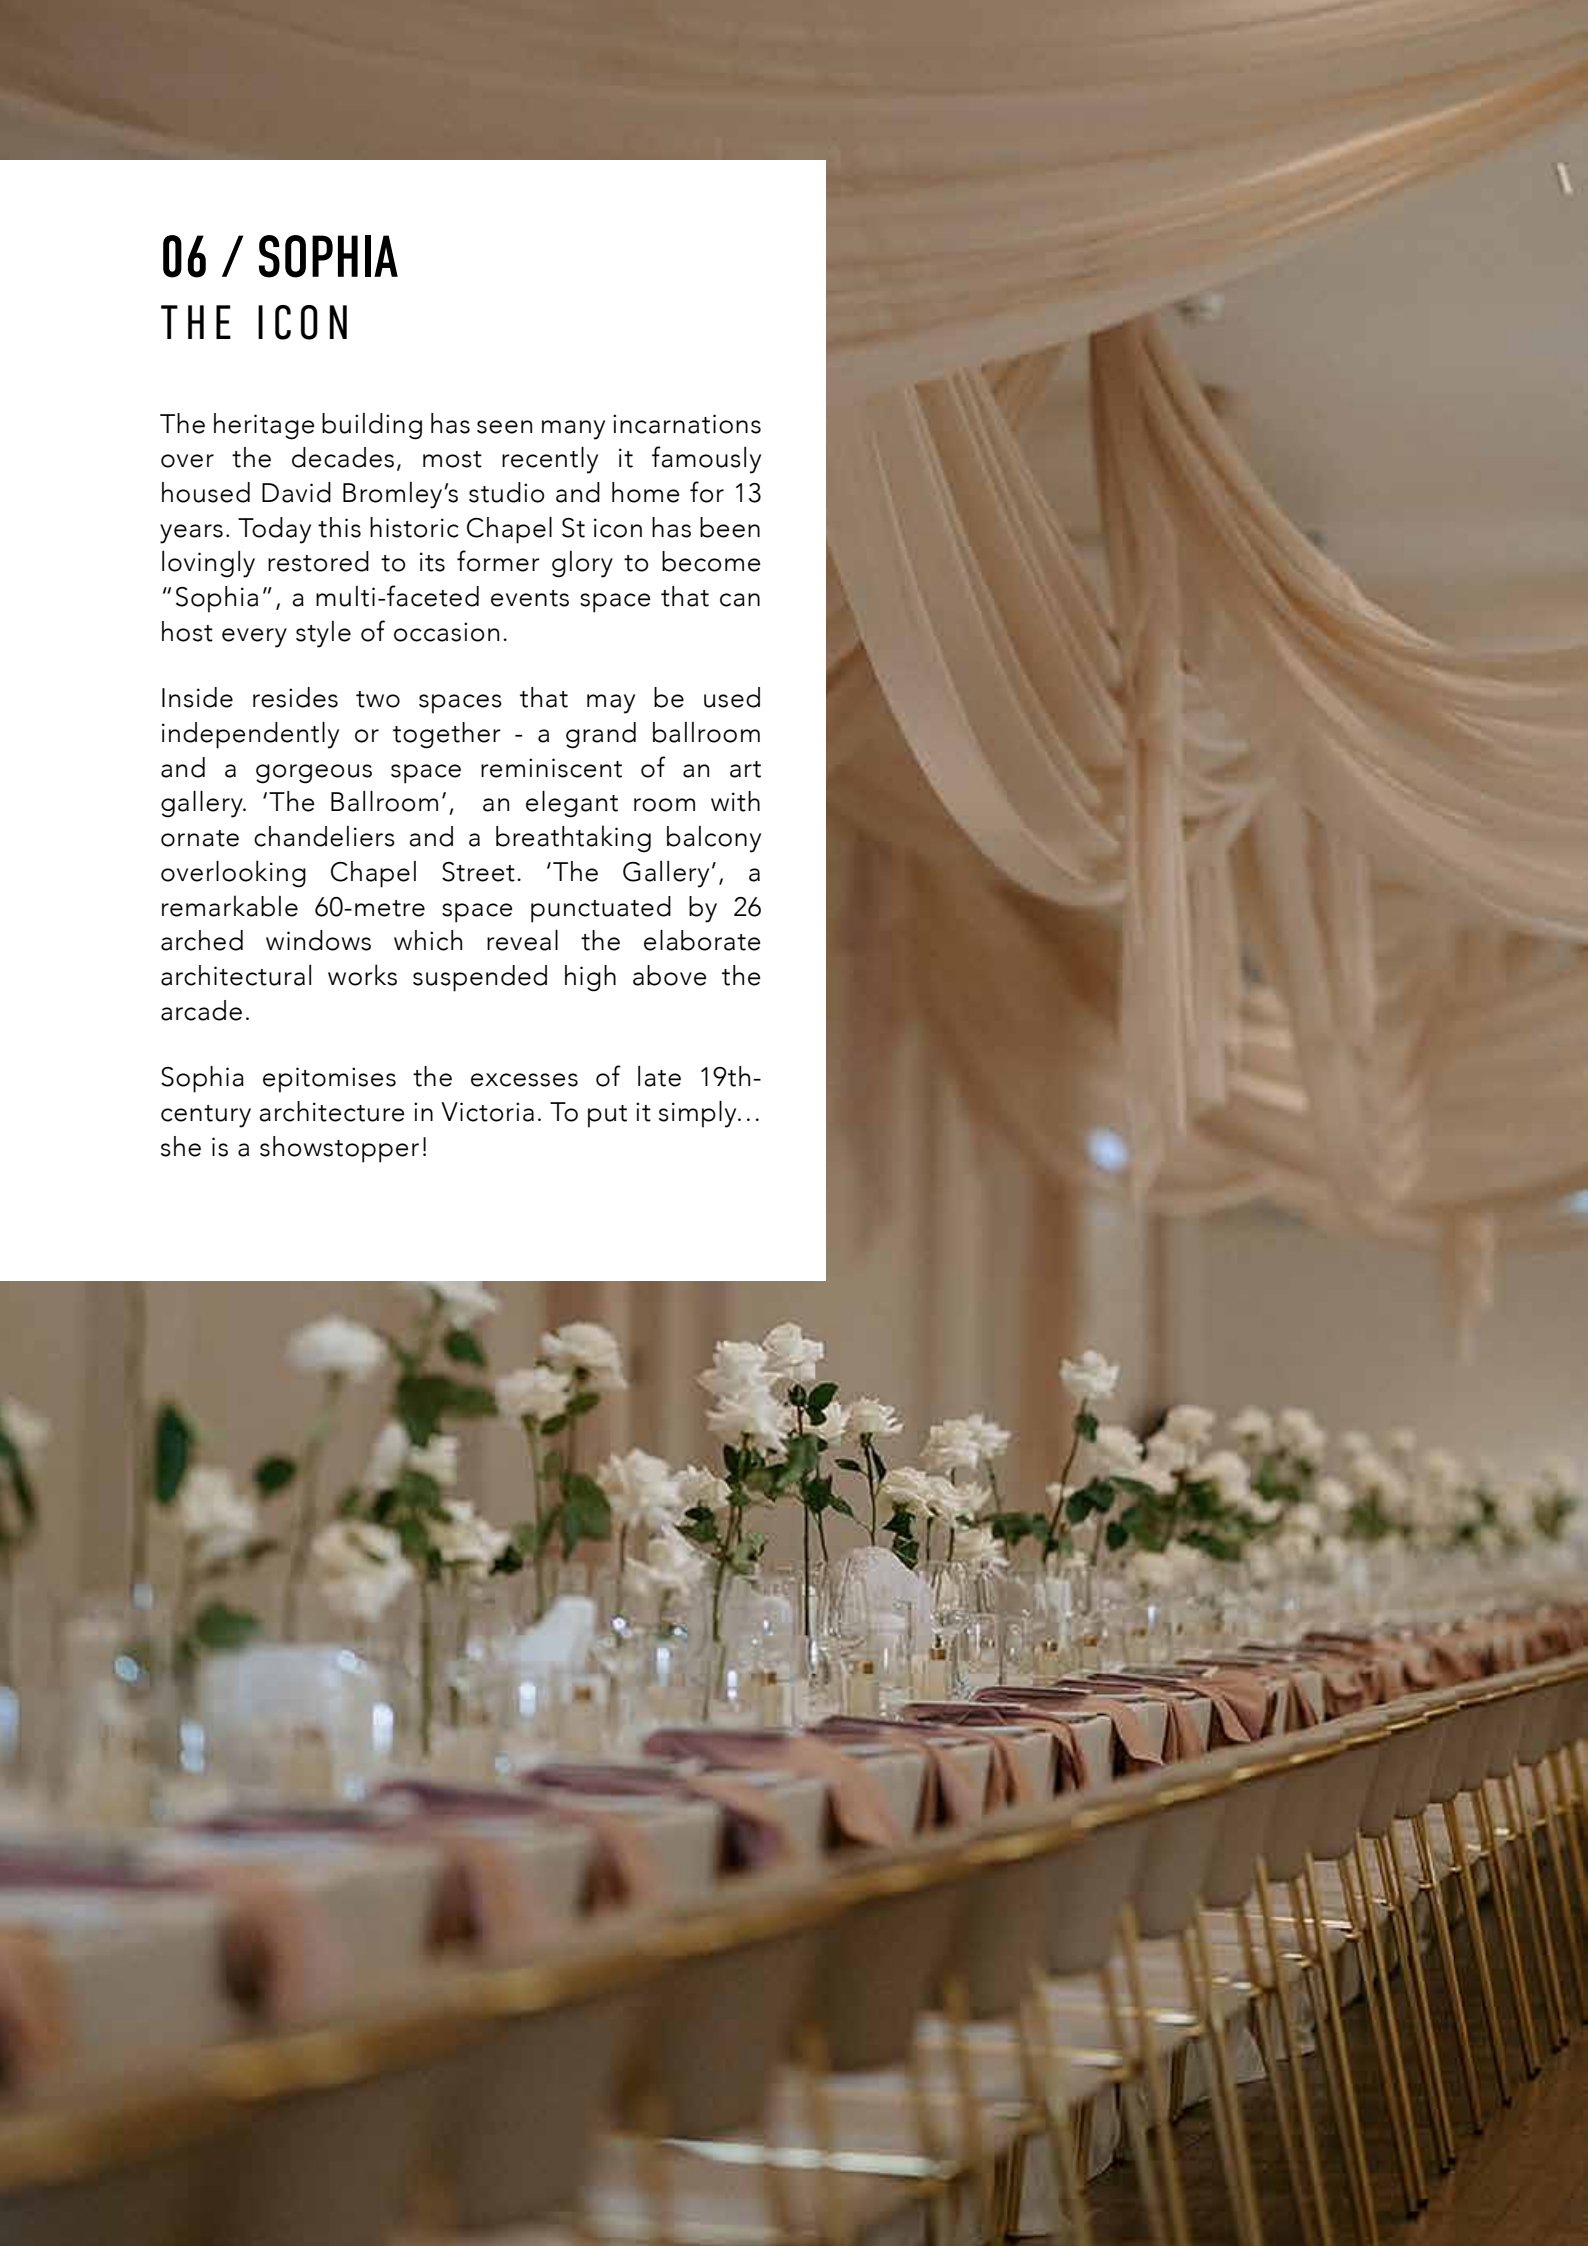 06 / SOPHIA
THE ICON
The heritage building has seen many incarnations
over the decades, most recently it famously
housed David Bromley’s studio and home for 13
years. Today this historic Chapel St icon has been
lovingly restored to its former glory to become
“Sophia”, a multi-faceted events space that can
host every style of occasion.
Inside resides two spaces that may be used
independently or together - a grand ballroom
and a gorgeous space reminiscent of an art
gallery. ‘The Ballroom’, an elegant room with
ornate chandeliers and a breathtaking balcony
overlooking Chapel Street. ‘The Gallery’, a
remarkable 60-metre space punctuated by 26
arched windows which reveal the elaborate
architectural works suspended high above the
arcade.
Sophia epitomises the excesses of late 19th-
century architecture in Victoria. To put it simply…
she is a showstopper!